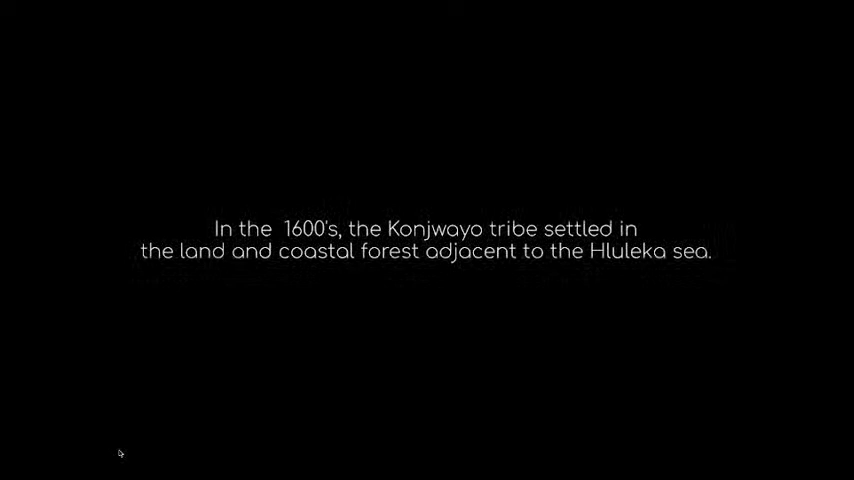 In the 1600's, the Konjwayo tribe settled in
the land and coastal forest adjacent to the Hluleka sea.